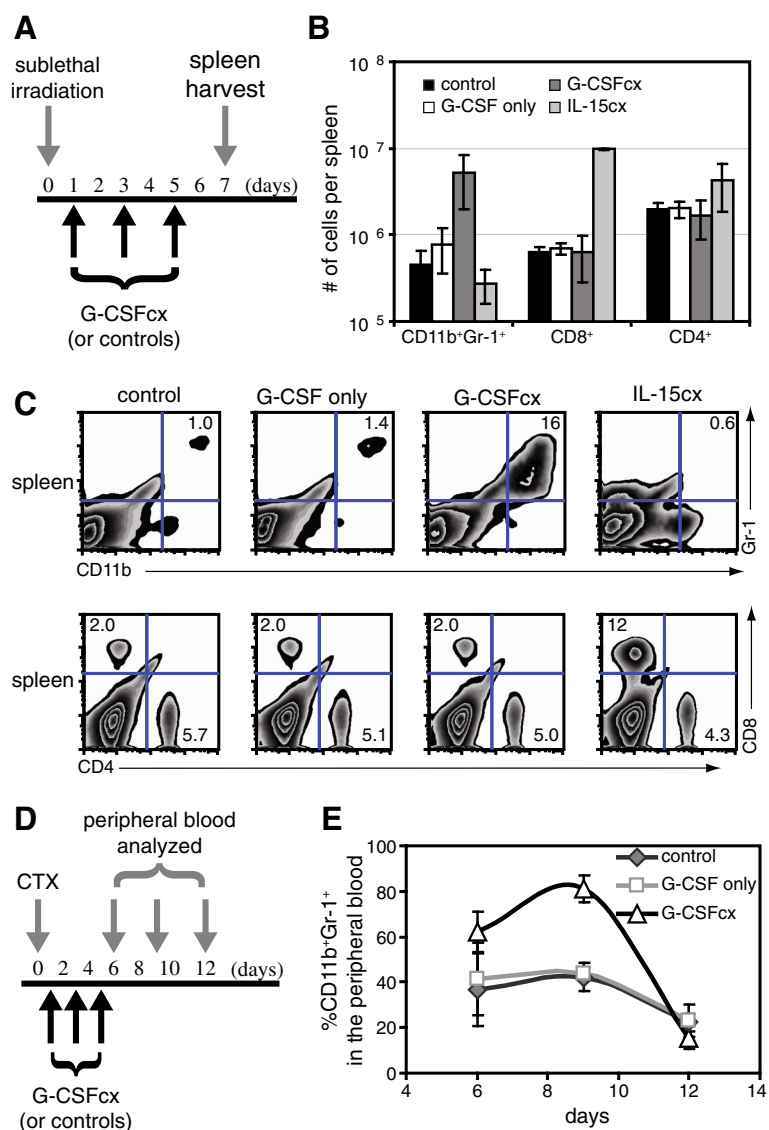 A
sublethal
irradiation
spleen
harvest
0 1 2 3 4 5 6 7 (days)
G-CSFcx
(or controls)
B
# of cells per spleen
10 8
10 7
10 6
10 5
control
G-CSFcx
G-CSF only
IL-15cx
CD11b+Gr-1+
CD8+
CD4+
C
control
G-CSF only
G-CSFcx
IL-15cx
spleen
1.0
1.4
16
0.6
Gr-1
CD11b
spleen
2.0
5.7
2.0
5.1
2.0
5.0
12
4.3
CD8
CD4
D
peripheral blood
analyzed
CTX
0 2 4 6 8 10 12 (days)
G-CSFcx
(or controls)
E
%CD11b+Gr-1+
in the peripheral blood
100
80
60
40
20
0
control
G-CSF only
G-CSFcx
4 6 8 10 12 14
days